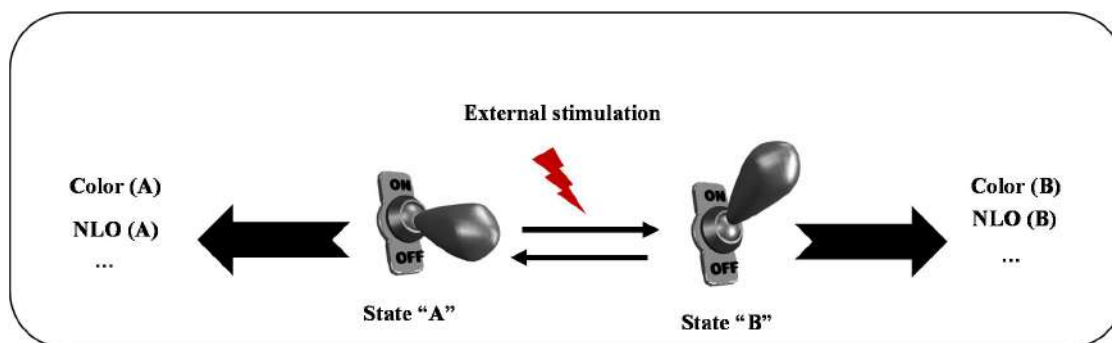 External stimulation
Color (A)
NLO (A)
...
ON
OFF
State “A”
ON
OFF
State “B”
Color (B)
NLO (B)
...